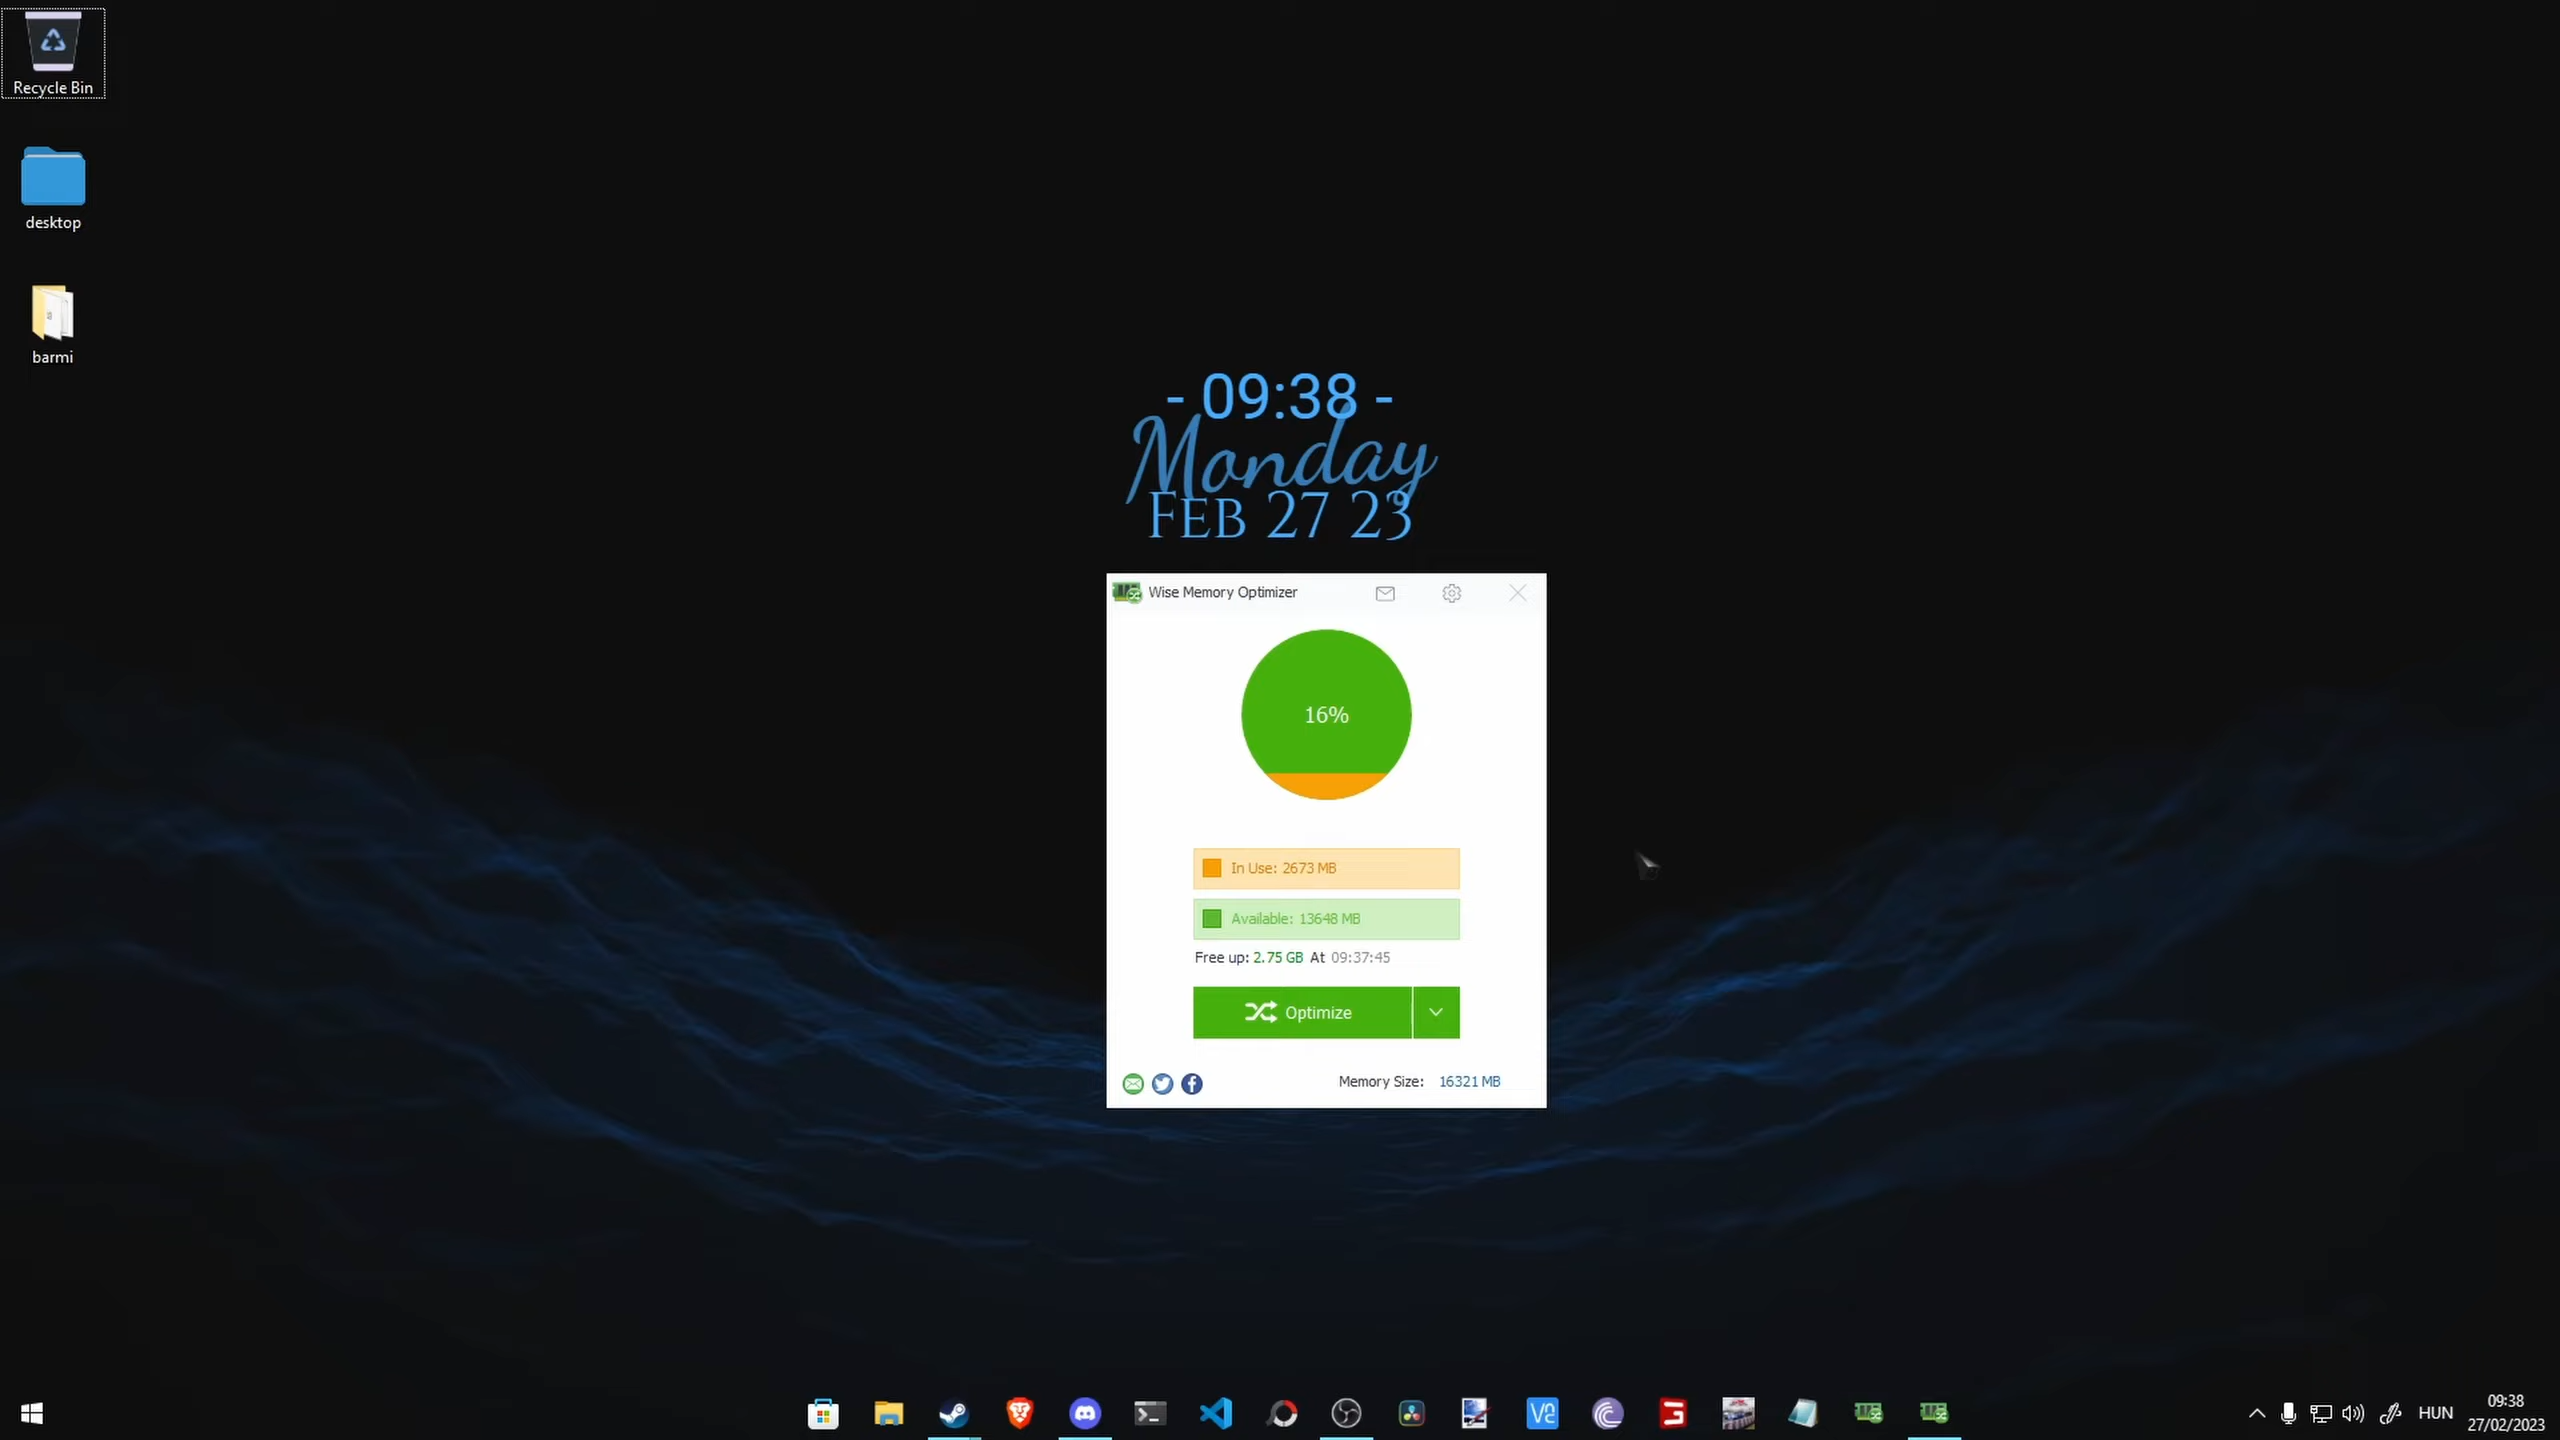 Recycle Bin
desktop
barmi
- 09:38 -
Monday
FEB 27 23
Wise Memory Optimizer
16%
In Use: 2673 MB
Available: 13648 MB
Free up: 2.75 GB At 09:37:45
Optimize
Memory Size: 16321 MB
HUN
09:38
27/02/2023